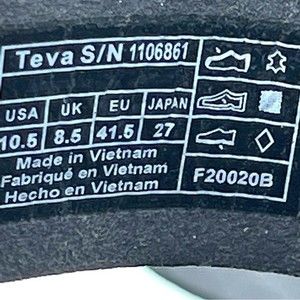 Teva S/N 1106861
USA UK EU JAPAN
10.5 8.5 41.5 27
Made in Vietnam
Fabriqué en Vietnam
Hecho en Vietnam
F20020B